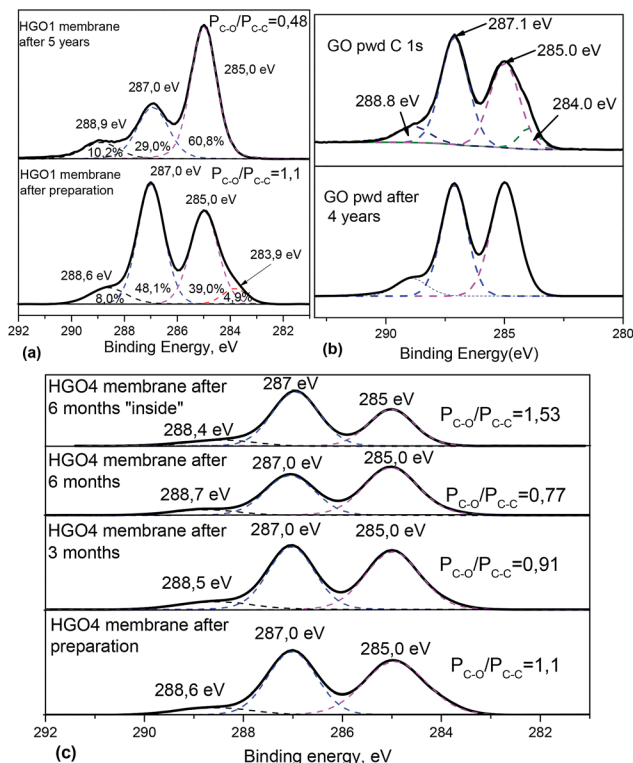 HGO1 membrane
after 5 years
P_C-O/P_C-C=0,48
285,0 eV
287,0 eV
288,9 eV
10,2%
29,0%
60,8%
HGO1 membrane
after preparation
287,0 eV
P_C-O/P_C-C=1,1
285,0 eV
283,9 eV
288,6 eV
8,0%
48,1%
39,0%
4,9%
292 290 288 286 284 282
(a)
Binding Energy, eV
GO pwd C 1s
287.1 eV
285.0 eV
288.8 eV
284.0 eV
GO pwd after
4 years
290 285 280
(b)
Binding Energy(eV)
HGO4 membrane after
6 months "inside"
287 eV
285 eV
P_C-O/P_C-C=1,53
288,4 eV
HGO4 membrane after
6 months
287,0 eV
285,0 eV
P_C-O/P_C-C=0,77
288,7 eV
HGO4 membrane after
3 months
287,0 eV
285,0 eV
P_C-O/P_C-C=0,91
288,5 eV
HGO4 membrane after
preparation
287,0 eV
285,0 eV
P_C-O/P_C-C=1,1
288,6 eV
292 290 288 286 284 282
(c)
Binding energy, eV